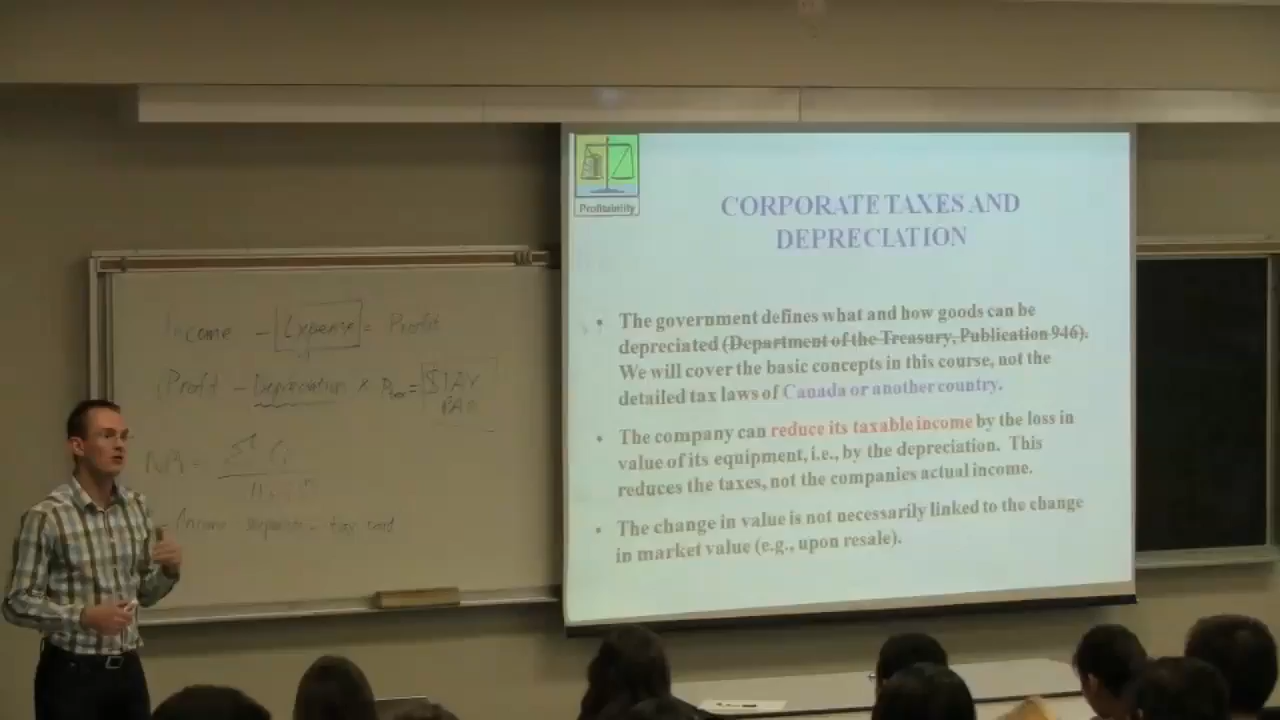 Profitability
CORPORATE TAXES AND
DEPRECIATION
• The government defines what and how goods can be
depreciated (Department of the Treasury, Publication 946).
We will cover the basic concepts in this course, not the
detailed tax laws of Canada or another country.
• The company can reduce its taxable income by the loss in
value of its equipment, i.e., by the depreciation. This
reduces the taxes, not the companies actual income.
• The change in value is not necessarily linked to the change
in market value (e.g., upon resale).
Income - Expense = Profit
Profit - Depreciation x = $TAX
- Income - tax